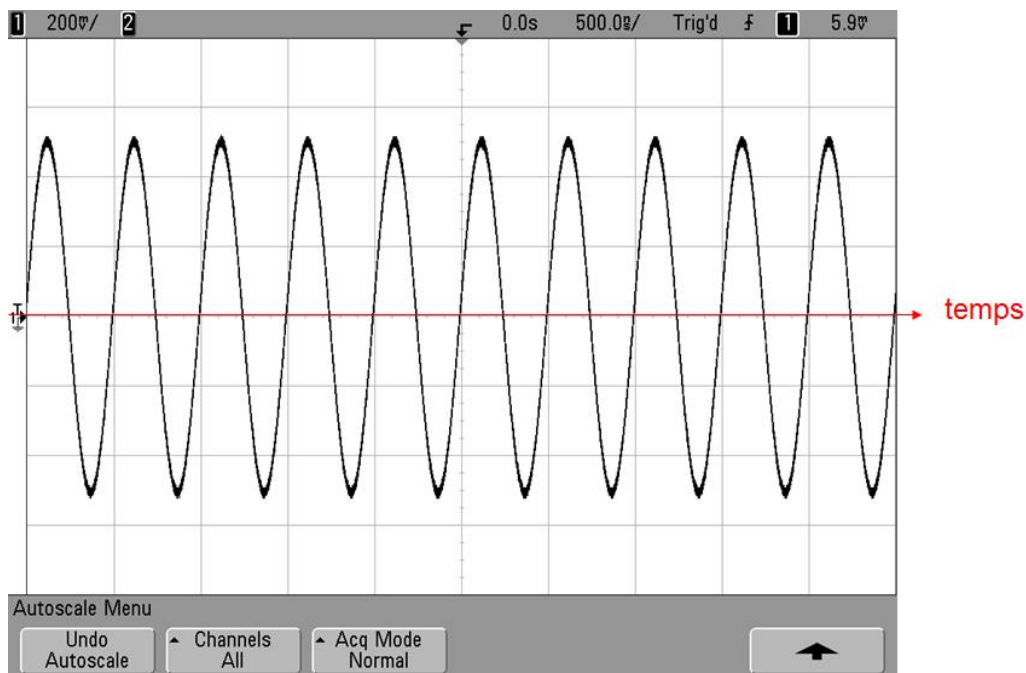 1 200mV/ 2 0.0s 500.0ns/ Trig'd 1 5.9mV
temps
Autoscale Menu
Undo Channels Acq Mode
Autoscale All Normal